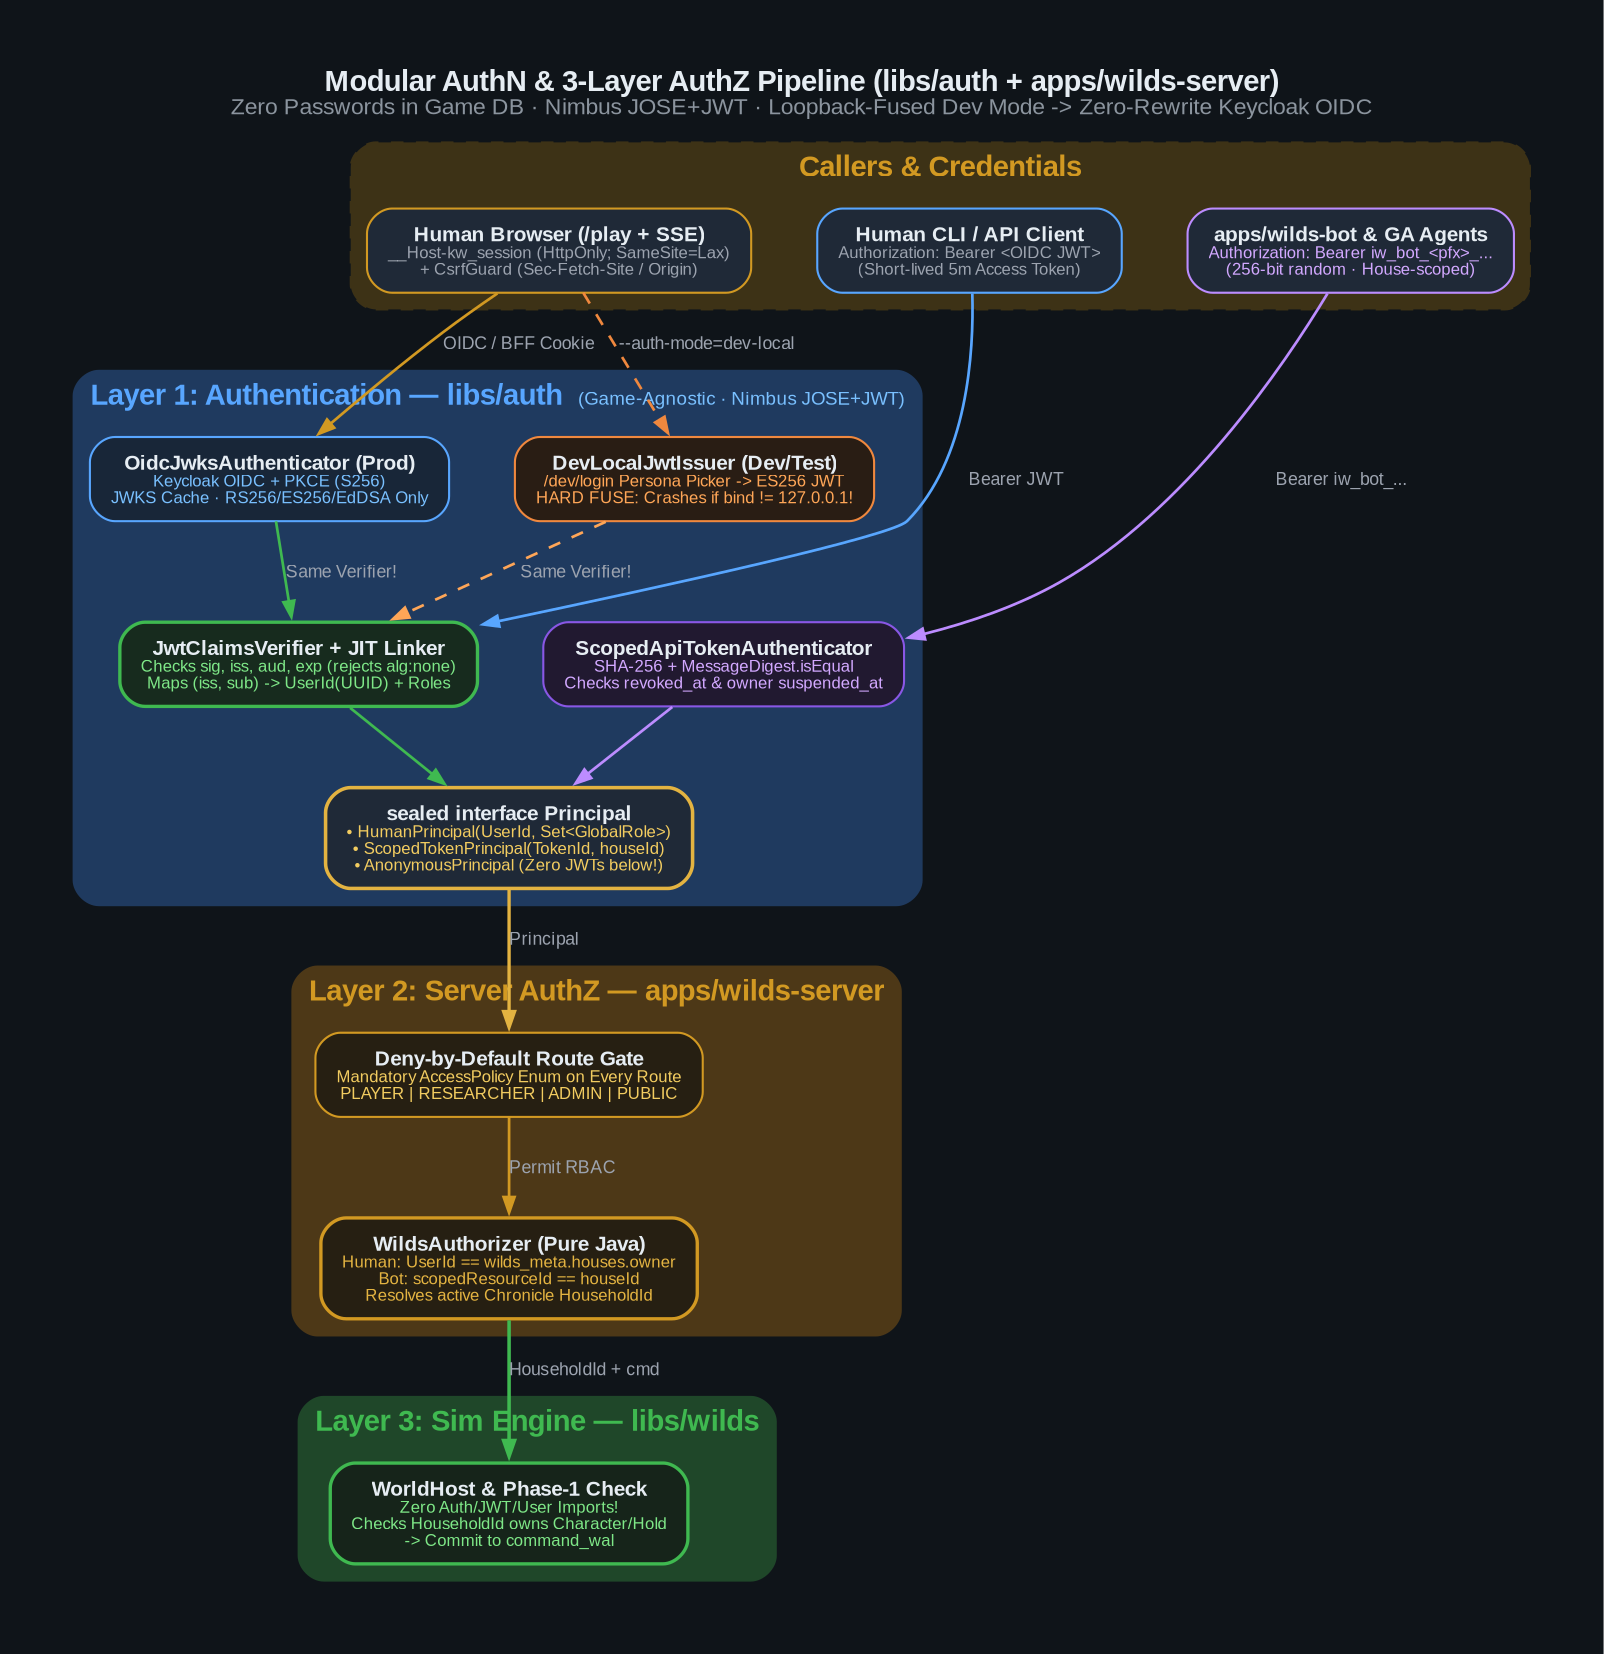 Modular AuthN & 3-Layer AuthZ Pipeline (libs/auth + apps/wilds-server)
Zero Passwords in Game DB · Nimbus JOSE+JWT · Loopback-Fused Dev Mode -> Zero-Rewrite Keycloak OIDC
Callers & Credentials
Human Browser (/play + SSE)
__Host-kw_session (HttpOnly; SameSite=Lax)
+ CsrfGuard (Sec-Fetch-Site / Origin)
Human CLI / API Client
Authorization: Bearer <OIDC JWT>
(Short-lived 5m Access Token)
apps/wilds-bot & GA Agents
Authorization: Bearer iw_bot_<pfx>_...
(256-bit random · House-scoped)
OIDC / BFF Cookie
--auth-mode=dev-local
Layer 1: Authentication — libs/auth (Game-Agnostic · Nimbus JOSE+JWT)
OidcJwksAuthenticator (Prod)
Keycloak OIDC + PKCE (S256)
JWKS Cache · RS256/ES256/EdDSA Only
DevLocalJwtIssuer (Dev/Test)
/dev/login Persona Picker -> ES256 JWT
HARD FUSE: Crashes if bind != 127.0.0.1!
Bearer JWT
Bearer iw_bot_...
Same Verifier!
Same Verifier!
JwtClaimsVerifier + JIT Linker
Checks sig, iss, aud, exp (rejects alg:none)
Maps (iss, sub) -> UserId(UUID) + Roles
ScopedApiTokenAuthenticator
SHA-256 + MessageDigest.isEqual
Checks revoked_at & owner suspended_at
sealed interface Principal
• HumanPrincipal(UserId, Set<GlobalRole>)
• ScopedTokenPrincipal(TokenId, houseId)
• AnonymousPrincipal (Zero JWTs below!)
Principal
Layer 2: Server AuthZ — apps/wilds-server
Deny-by-Default Route Gate
Mandatory AccessPolicy Enum on Every Route
PLAYER | RESEARCHER | ADMIN | PUBLIC
Permit RBAC
WildsAuthorizer (Pure Java)
Human: UserId == wilds_meta.houses.owner
Bot: scopedResourceId == houseId
Resolves active Chronicle HouseholdId
HouseholdId + cmd
Layer 3: Sim Engine — libs/wilds
WorldHost & Phase-1 Check
Zero Auth/JWT/User Imports!
Checks HouseholdId owns Character/Hold
-> Commit to command_wal